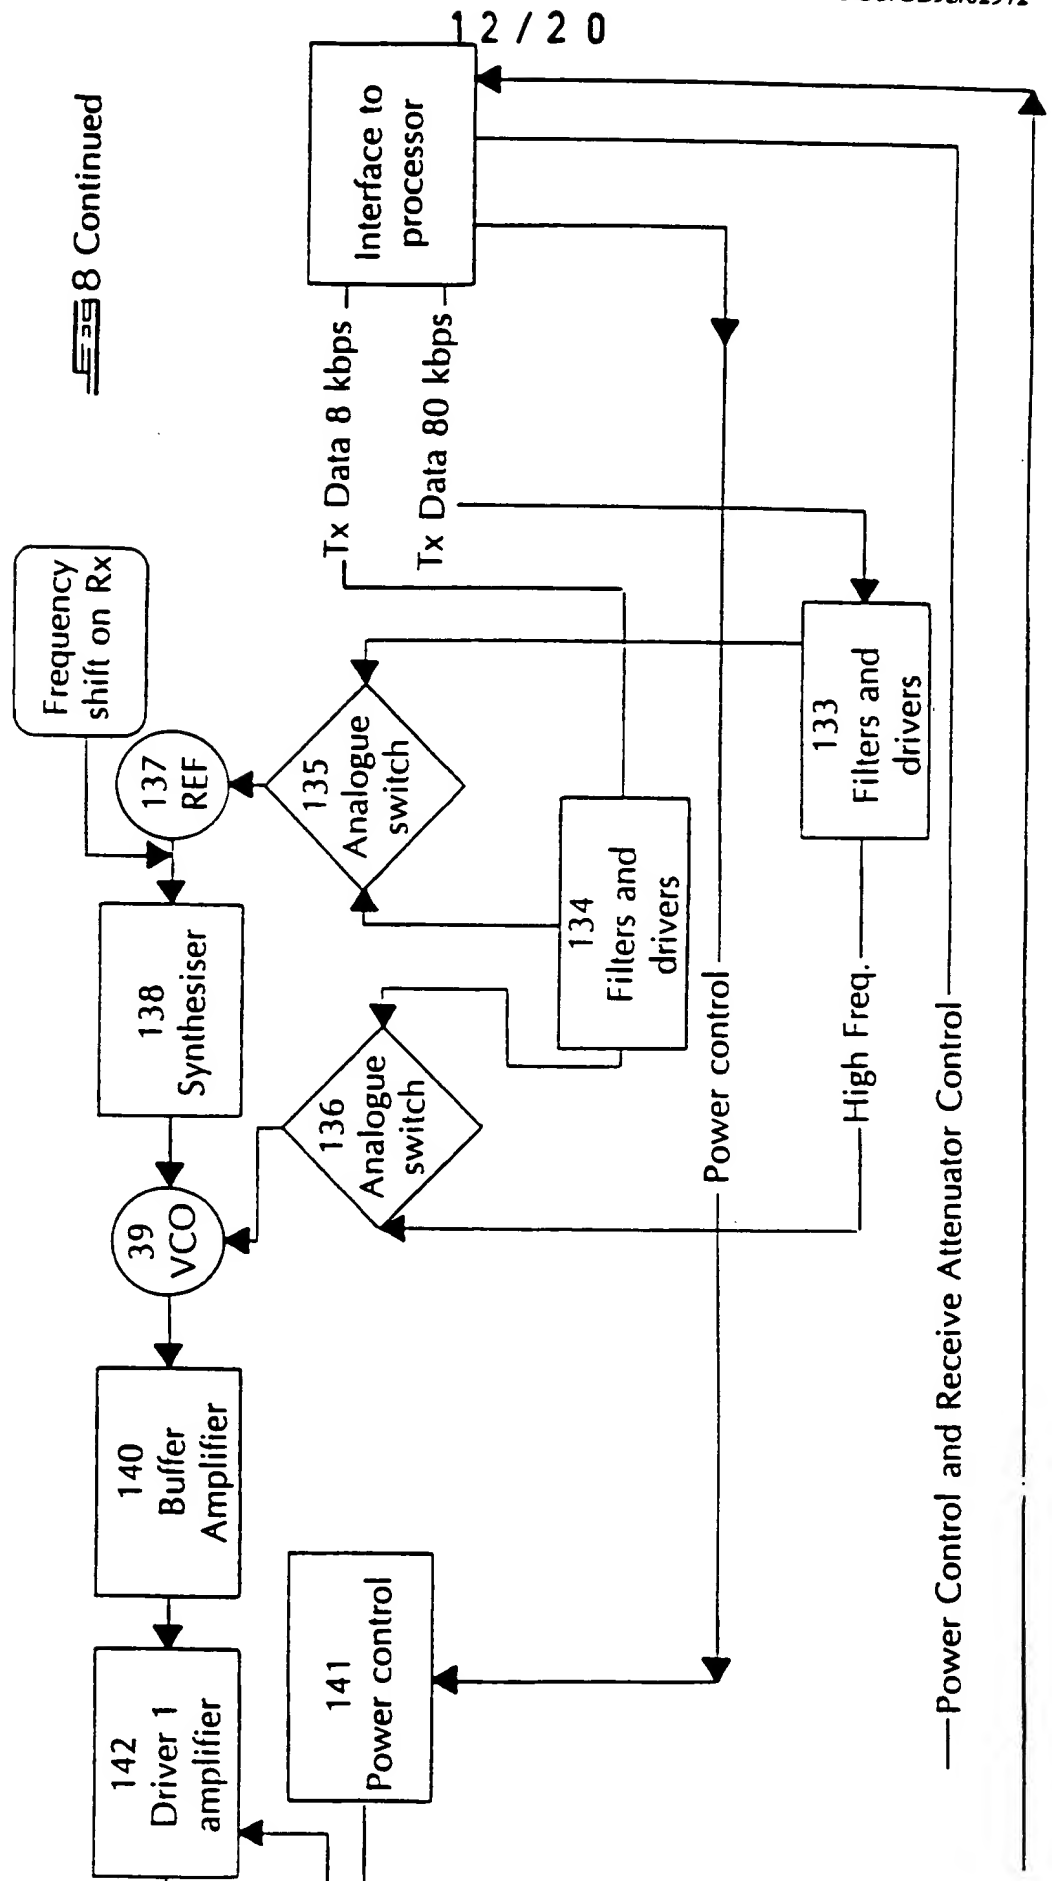 12/20
Fig 8 Continued
Interface to
processor
Tx Data 8 kbps
Tx Data 80 kbps
Frequency
shift on Rx
137
REF
135
Analogue
switch
133
Filters and
drivers
134
Filters and
drivers
138
Synthesiser
136
Analogue
switch
39
VCO
Power control
High Freq.
Power Control and Receive Attenuator Control
140
Buffer
Amplifier
141
Power control
142
Driver 1
amplifier